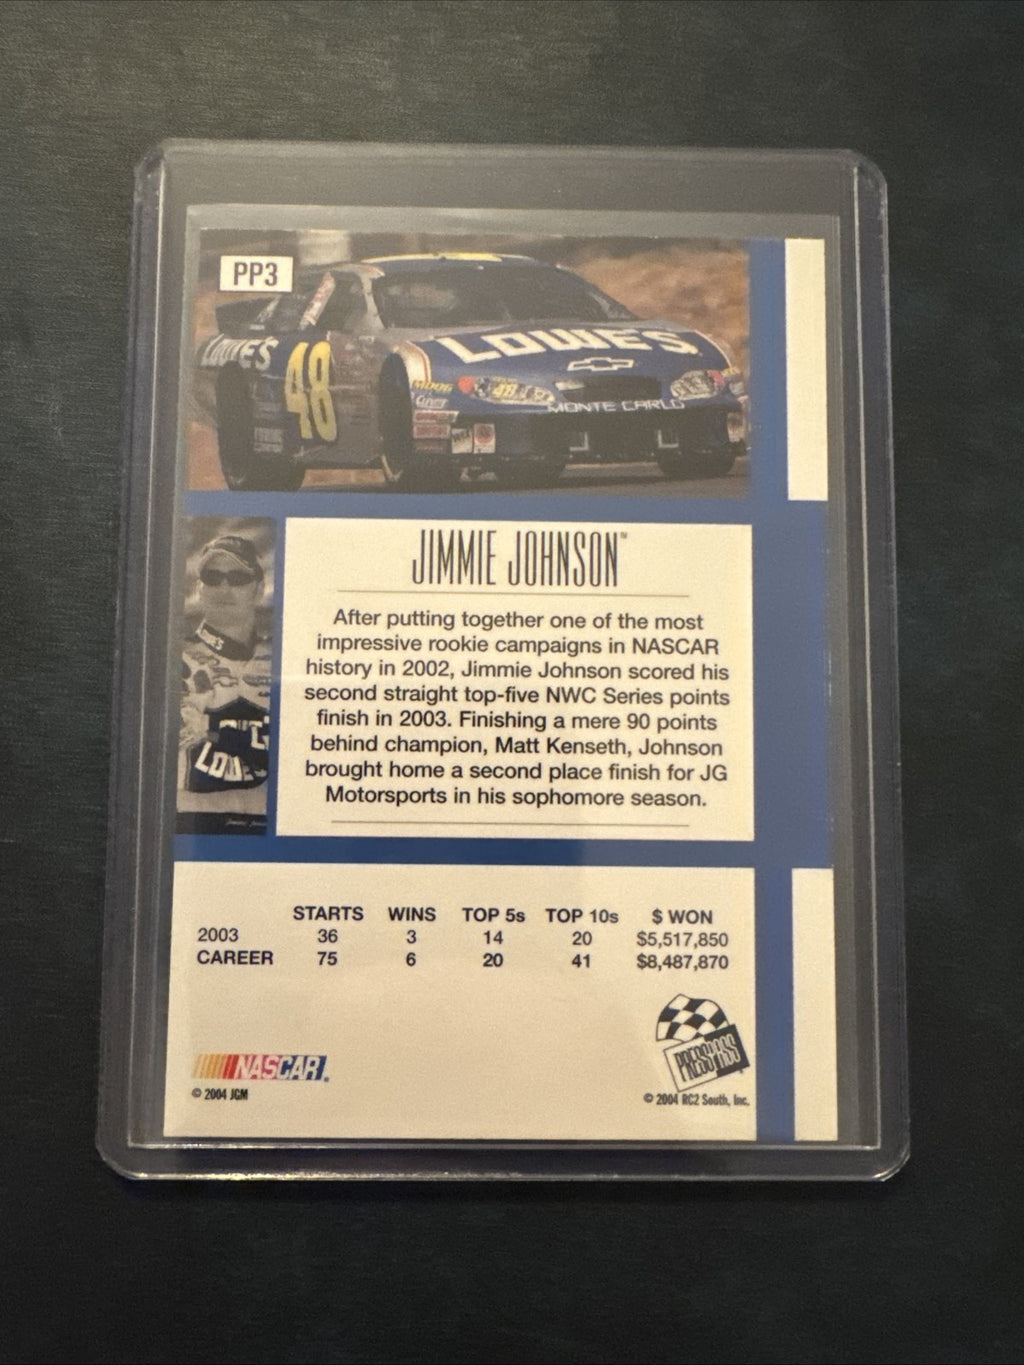 PP3
LOWE'S
LOWE'S
48
48
MOOG
MONTE CARLO
LOWE'S
JIMMIE JOHNSON™
After putting together one of the most
impressive rookie campaigns in NASCAR
history in 2002, Jimmie Johnson scored his
second straight top-five NWC Series points
finish in 2003. Finishing a mere 90 points
behind champion, Matt Kenseth, Johnson
brought home a second place finish for JG
Motorsports in his sophomore season.
STARTS WINS TOP 5s TOP 10s $ WON
2003 36 3 14 20 $5,517,850
CAREER 75 6 20 41 $8,487,870
NASCAR®
PRESS PASS
© 2004 JGM
© 2004 RC2 South, Inc.